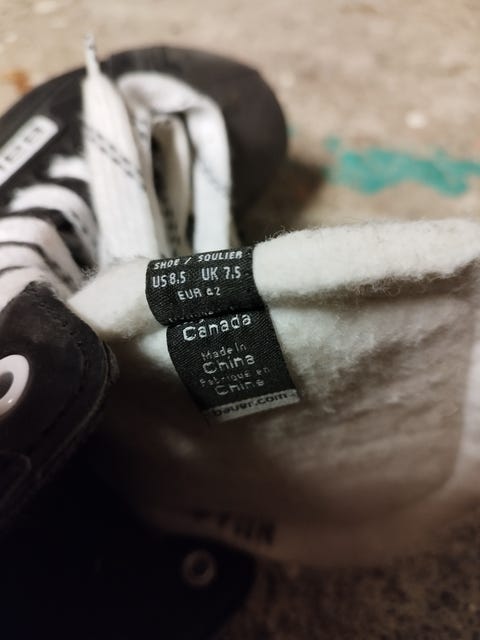 SHOE / SOULIER
US 8.5 UK 7.5
EUR 42
Canada
Made in
China
Fabriqué en
Chine
bauer.com